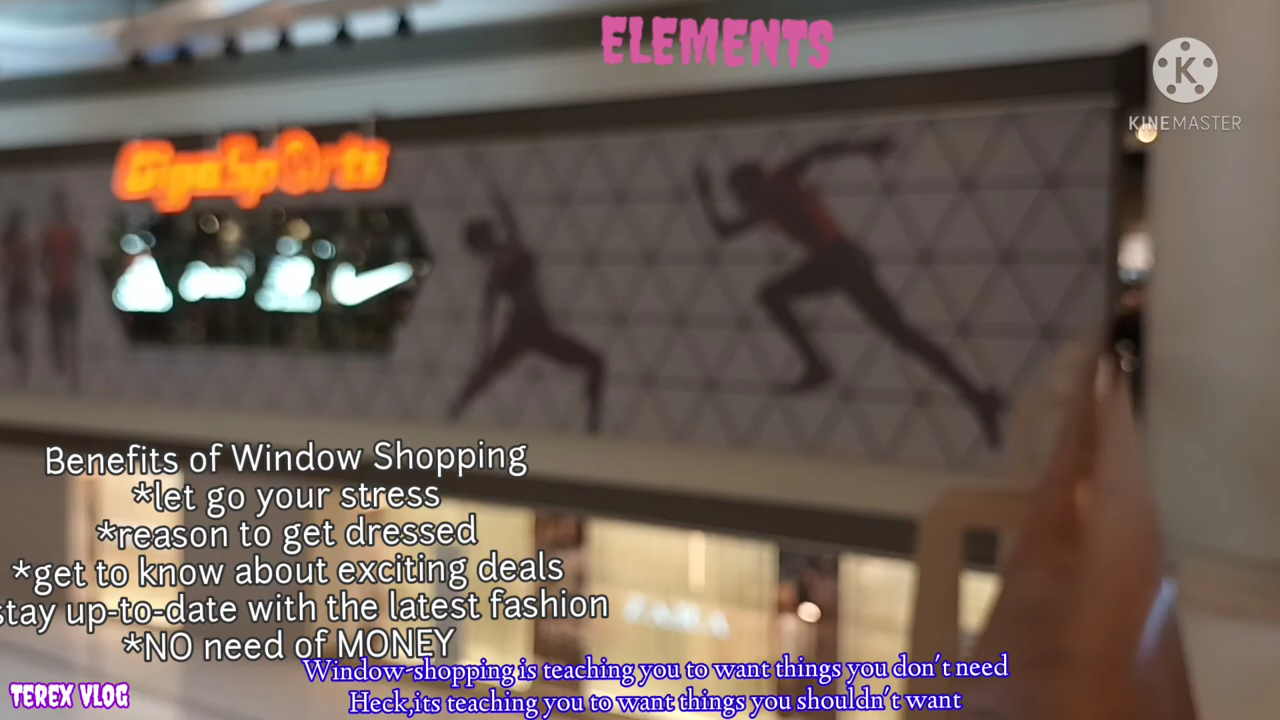 ELEMENTS
KINEMASTER
GigaSports
Benefits of Window Shopping
*let go your stress
*reason to get dressed
*get to know about exciting deals
stay up-to-date with the latest fashion
*NO need of MONEY
Window-shopping is teaching you to want things you don't need
Heck,its teaching you to want things you shouldn't want
TEREX VLOG